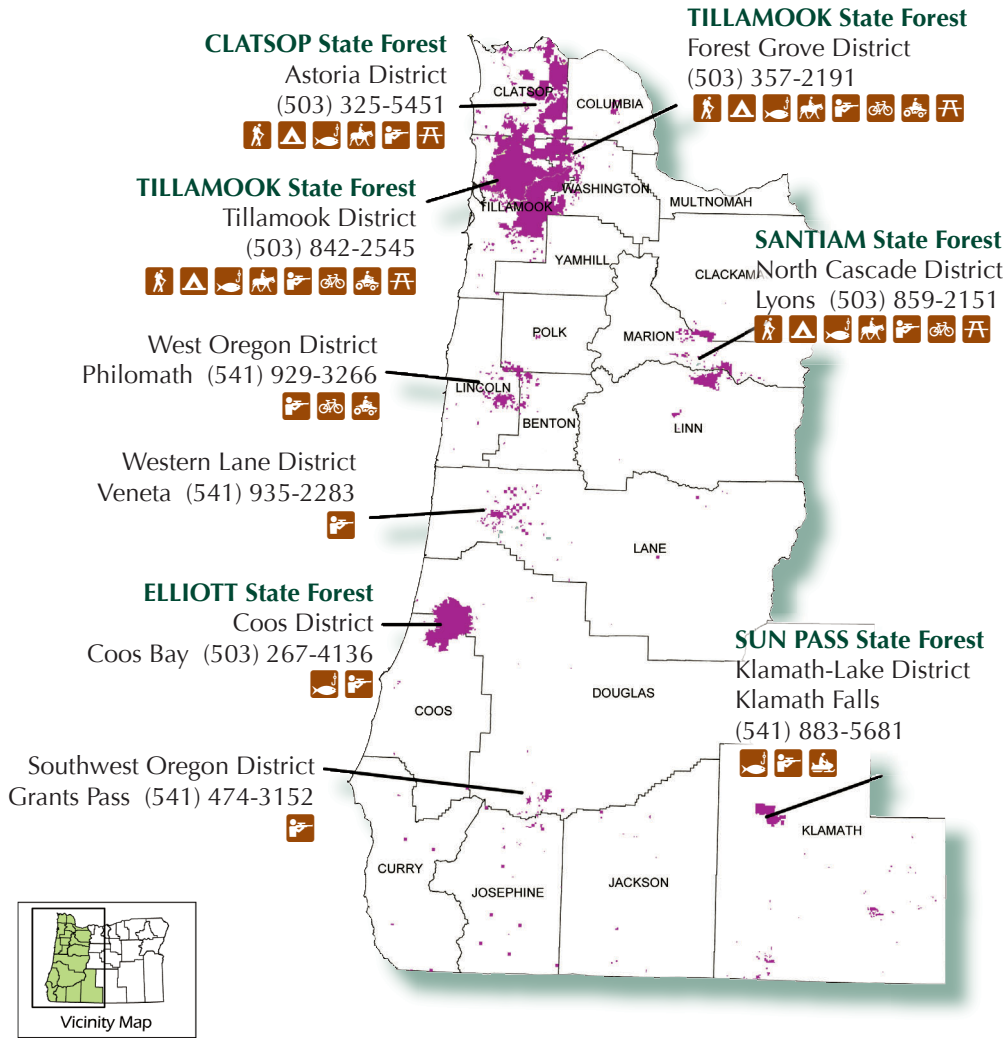 CLATSOP State Forest
Astoria District
(503) 325-5451
TILLAMOOK State Forest
Forest Grove District
(503) 357-2191
TILLAMOOK State Forest
Tillamook District
(503) 842-2545
SANTIAM State Forest
North Cascade District
Lyons (503) 859-2151
West Oregon District
Philomath (541) 929-3266
Western Lane District
Veneta (541) 935-2283
ELLIOTT State Forest
Coos District
Coos Bay (503) 267-4136
SUN PASS State Forest
Klamath-Lake District
Klamath Falls
(541) 883-5681
Southwest Oregon District
Grants Pass (541) 474-3152
CLATSOP
COLUMBIA
TILLAMOOK
WASHINGTON
MULTNOMAH
YAMHILL
CLACKAMA
POLK
MARION
LINCOLN
BENTON
LINN
LANE
DOUGLAS
COOS
CURRY
JOSEPHINE
JACKSON
KLAMATH
Vicinity Map